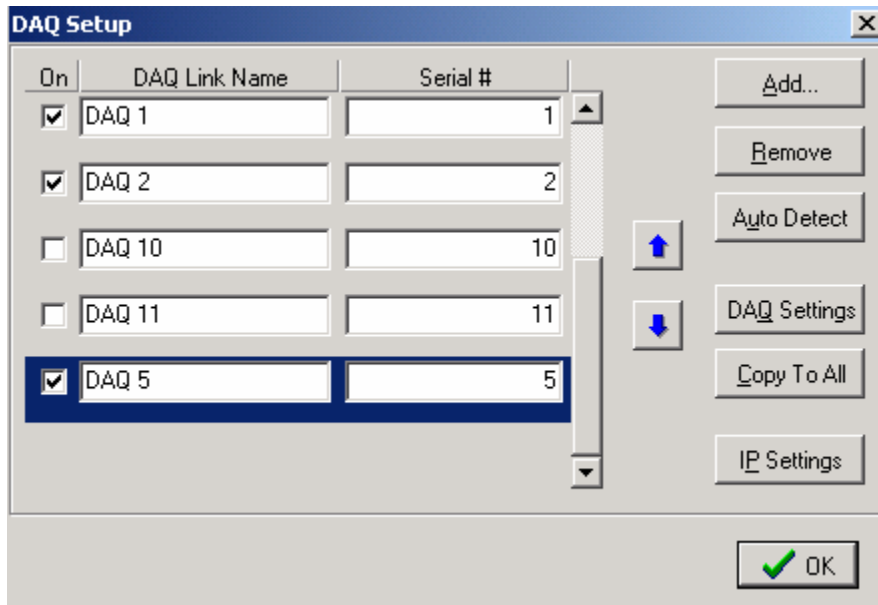 DAQ Setup
On DAQ Link Name Serial #
DAQ 1 1
DAQ 2 2
DAQ 10 10
DAQ 11 11
DAQ 5 5
Add...
Remove
Auto Detect
DAQ Settings
Copy To All
IP Settings
OK